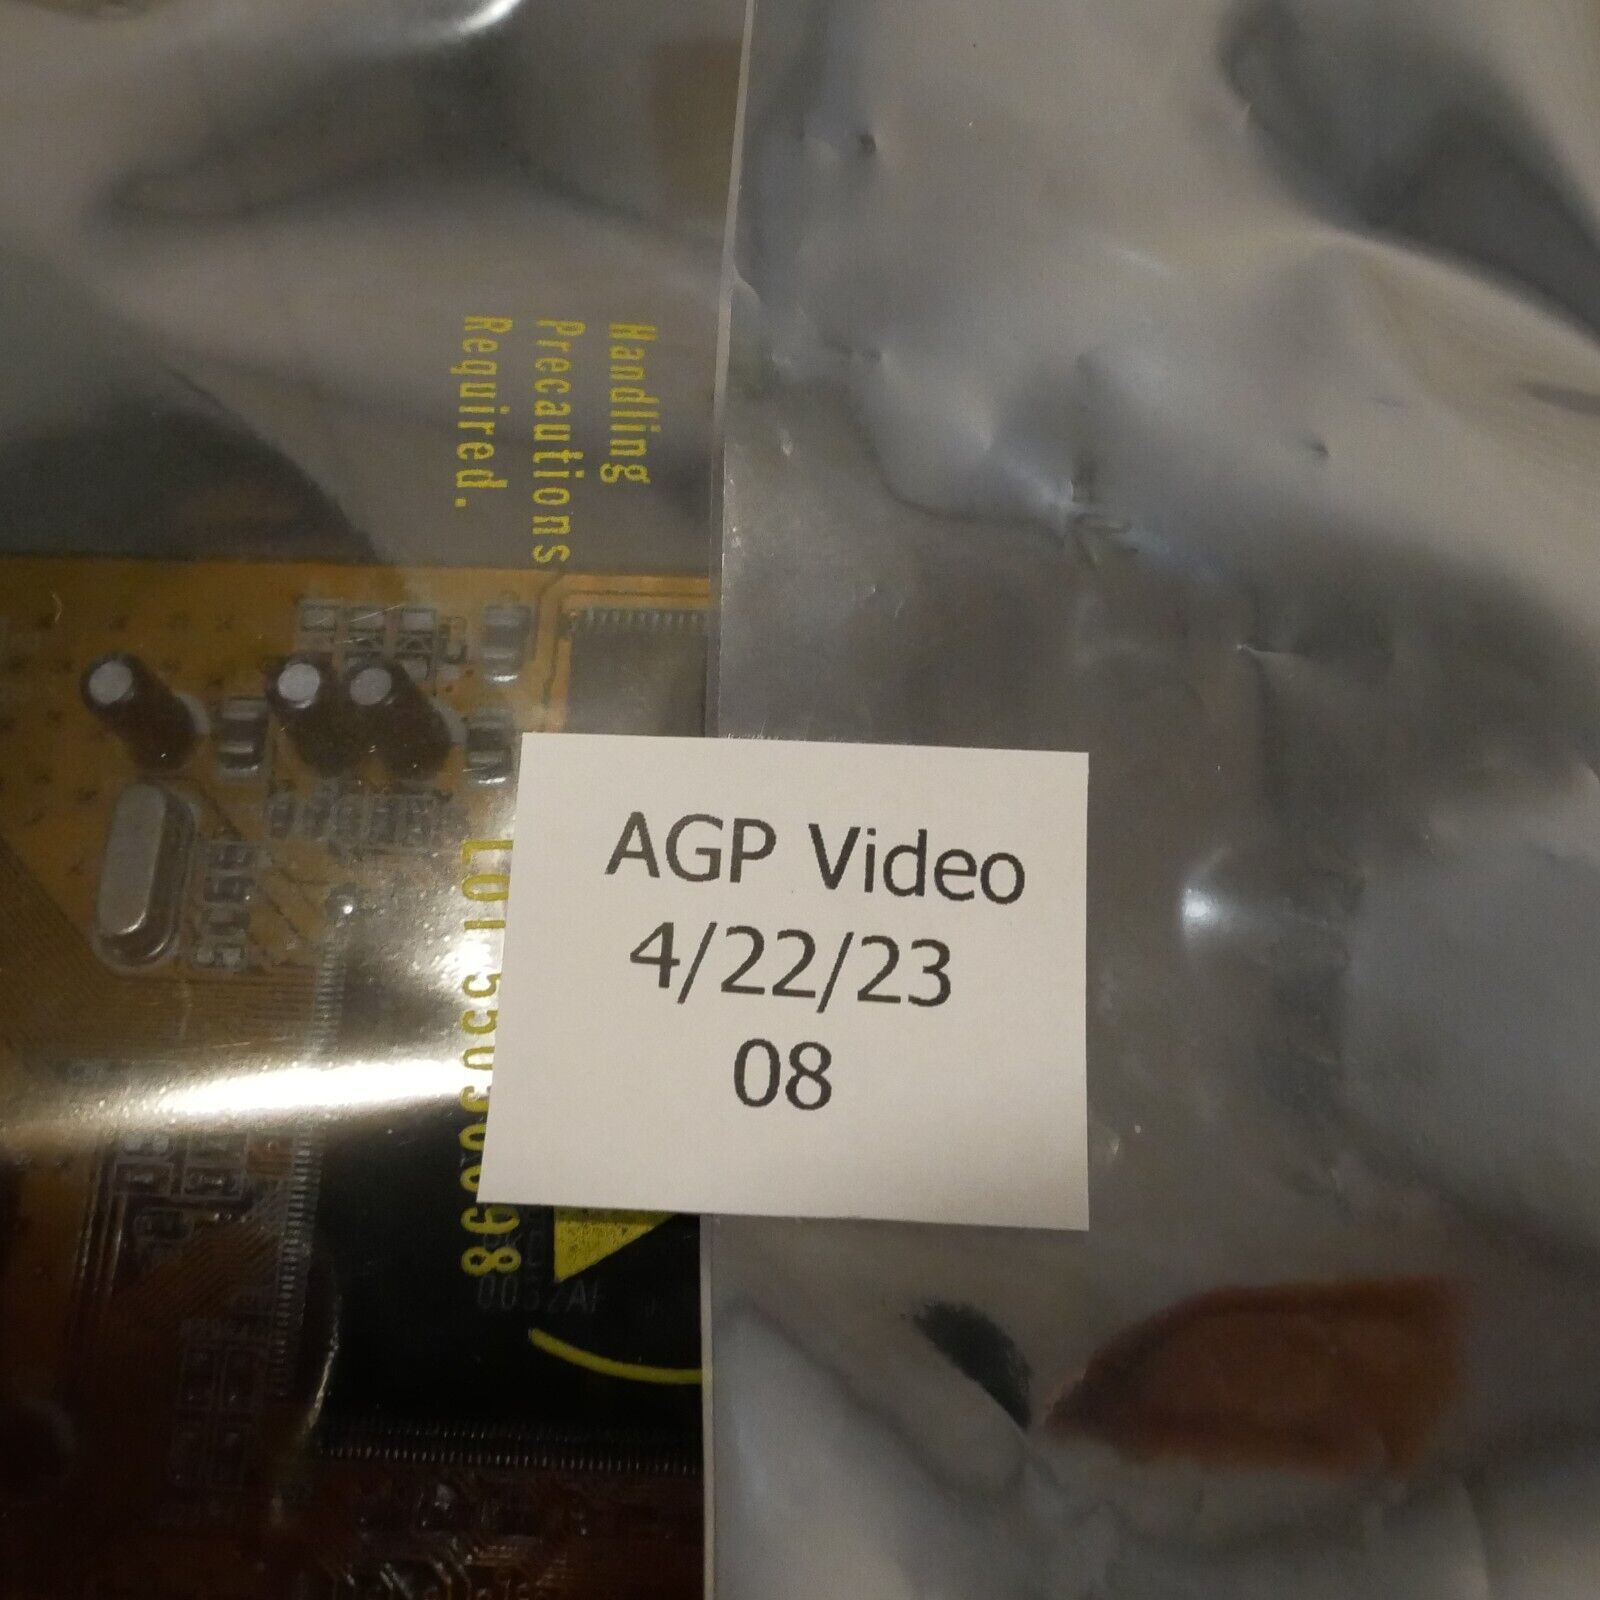 Handling
Precautions
Required.
AGP Video
4/22/23
08